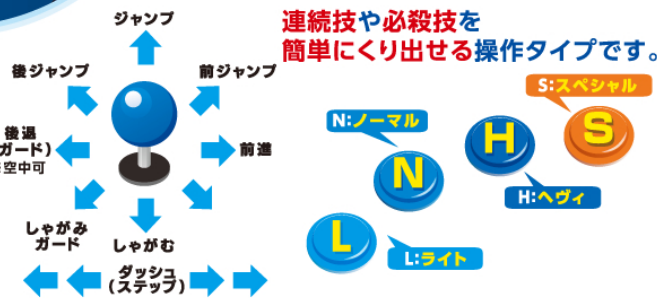 ジャンプ
連続技や必殺技を
簡単にくり出せる操作タイプです。
後ジャンプ
前ジャンプ
S:スペシャル
S
N:ノーマル
H
N
後退
ガード)
空中可
前進
H:ヘヴィ
しゃがみ
ガード
しゃがむ
L
L:ライト
ダッシュ
(ステップ)